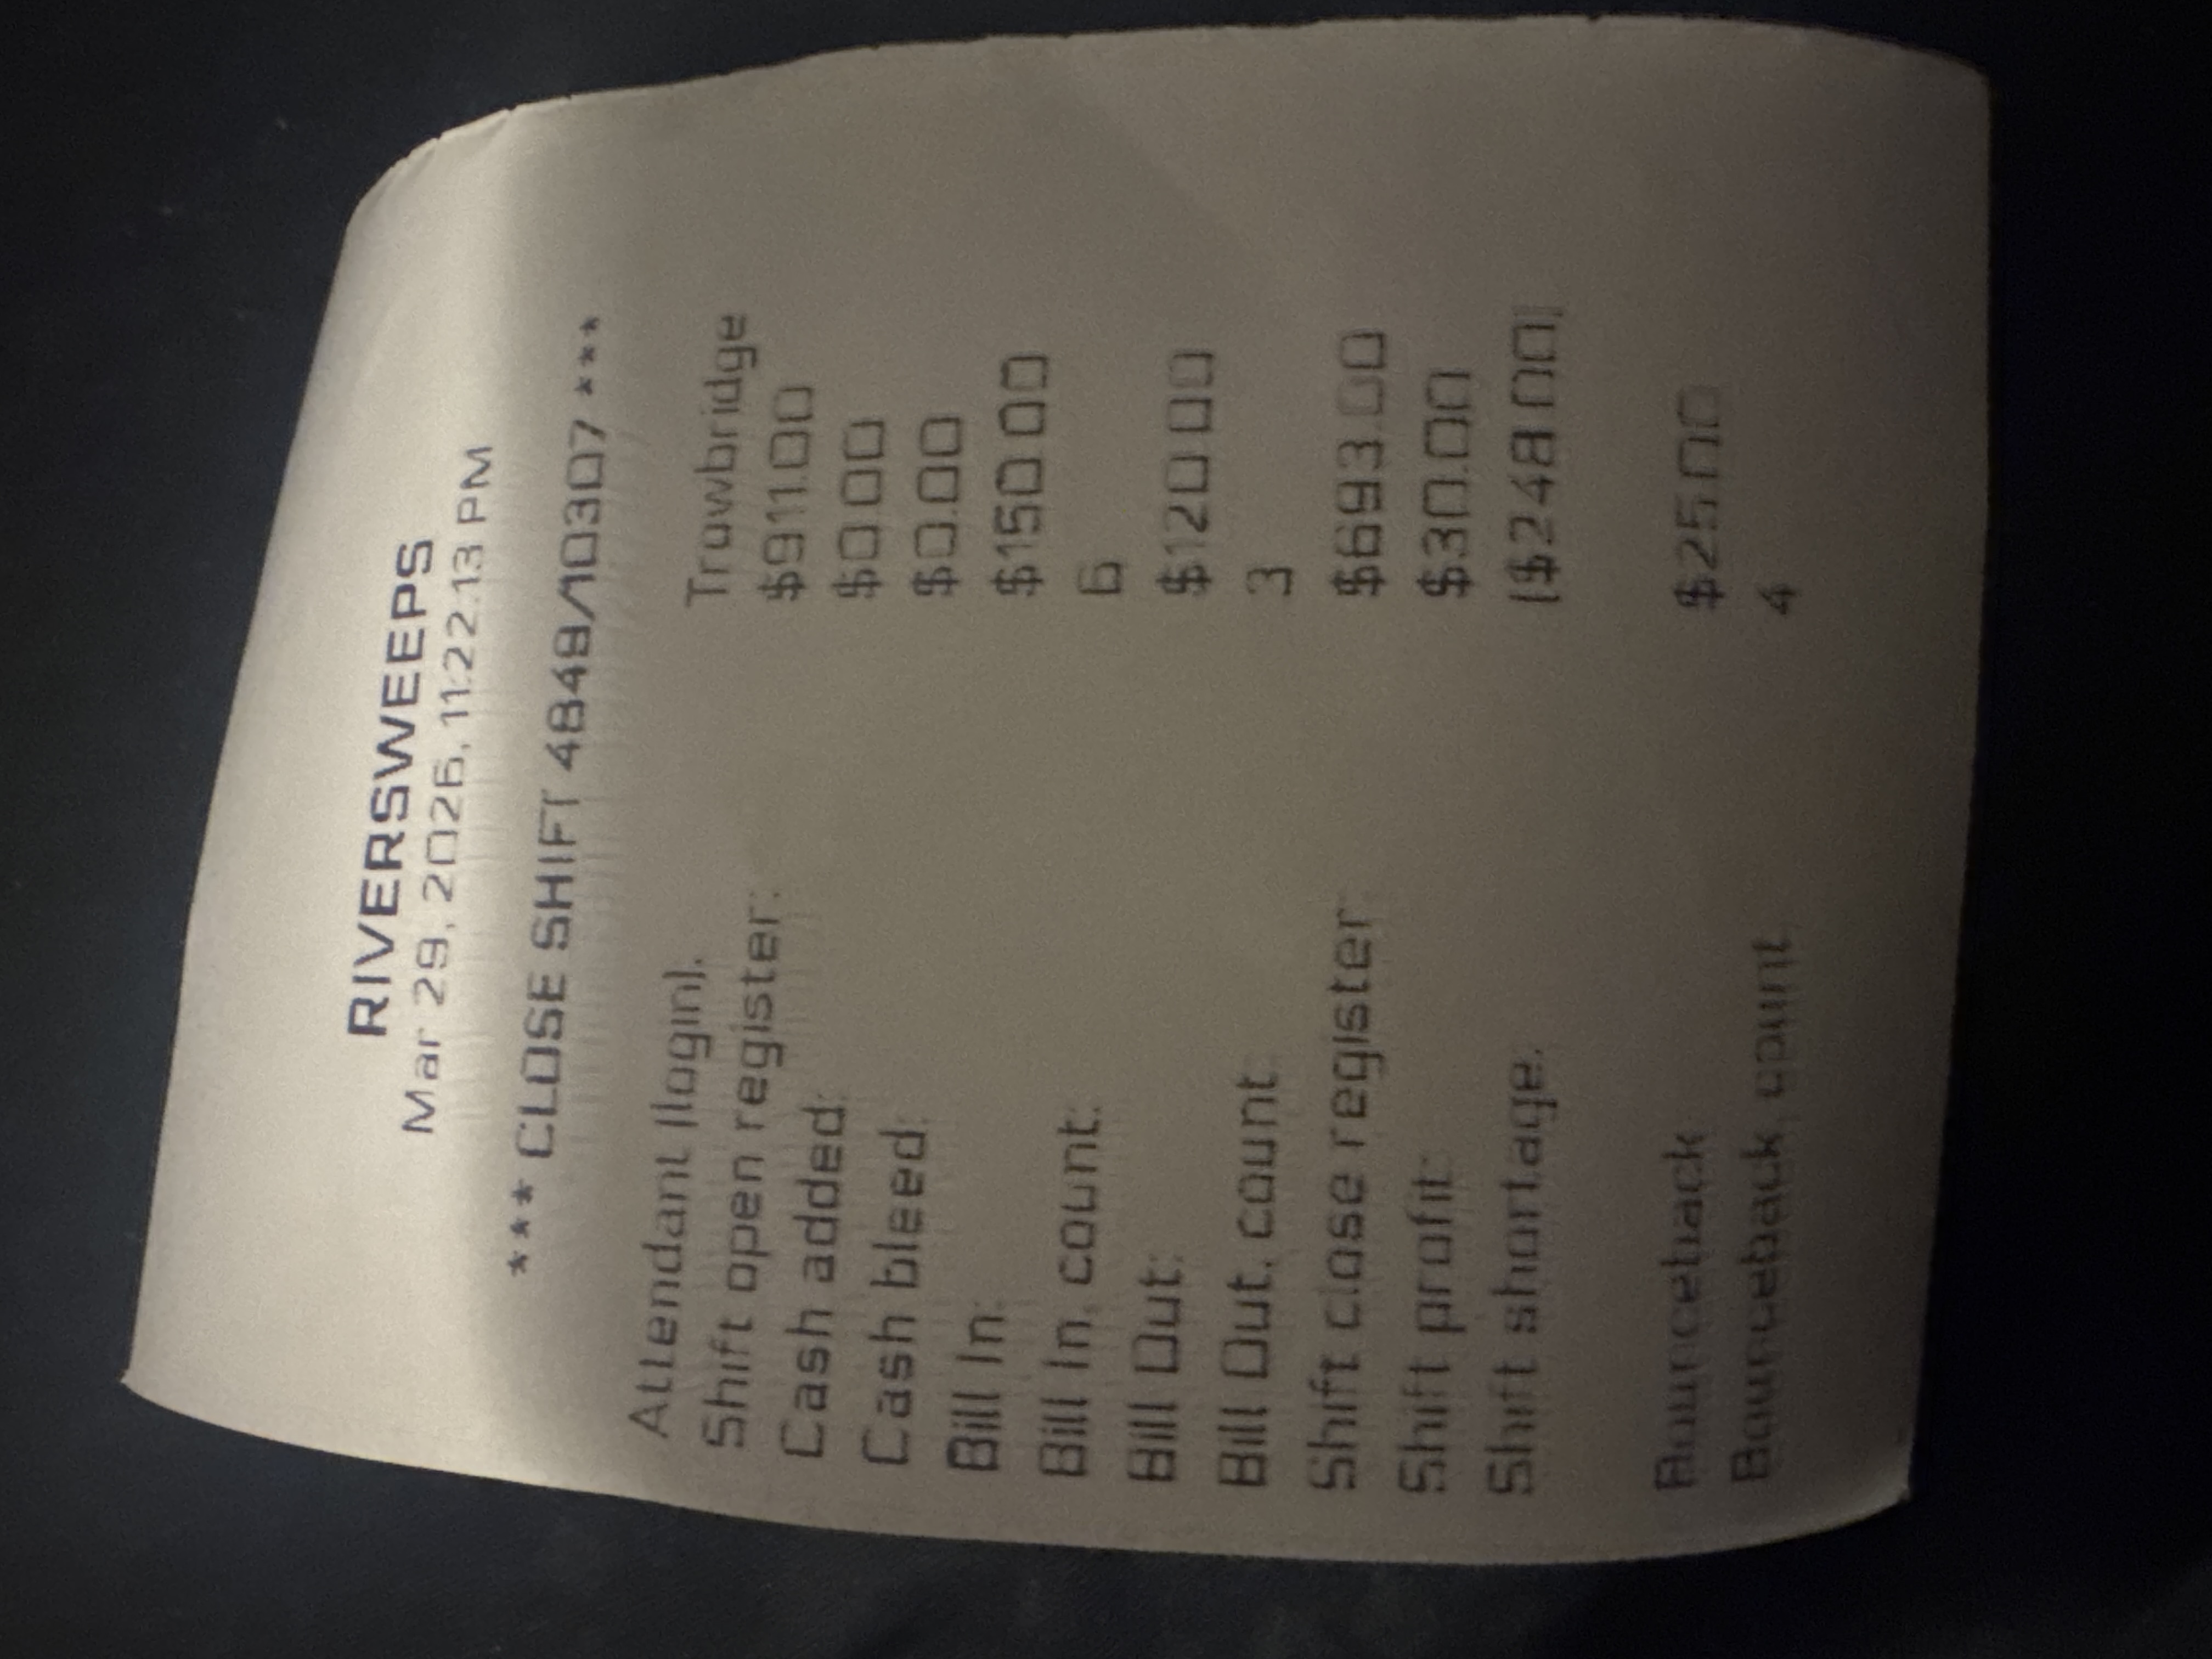 RIVERSWEEPS
Mar 29, 2026, 11:22:13 PM
*** CLOSE SHIFT 4849/10307 ***
Attendant (login): Truwbridge
Shift open register: $911.00
Cash added: $0.00
Cash bleed: $0.00
Bill In: $150.00
Bill In, count: 6
Bill Out: $120.00
Bill Out, count: 3
Shift close register: $693.00
Shift profit: $30.00
Shift shortage: ($248.00)
Bounceback $25.00
Bounceback, count 4